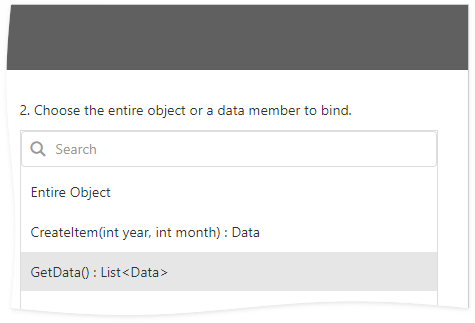 2. Choose the entire object or a data member to bind.
Search
Entire Object
CreateItem(int year, int month) : Data
GetData() : List<Data>